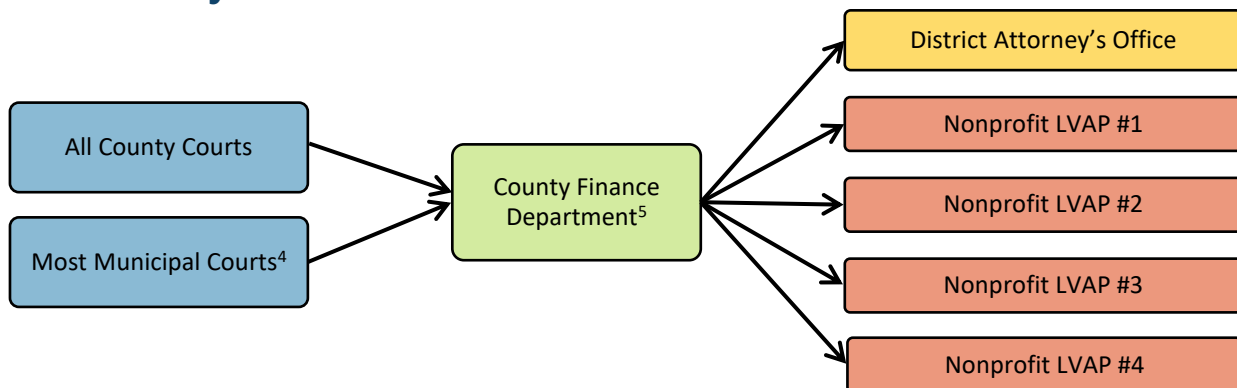 District Attorney’s Office
All County Courts
Most Municipal Courts4
County Finance
Department5
Nonprofit LVAP #1
Nonprofit LVAP #2
Nonprofit LVAP #3
Nonprofit LVAP #4